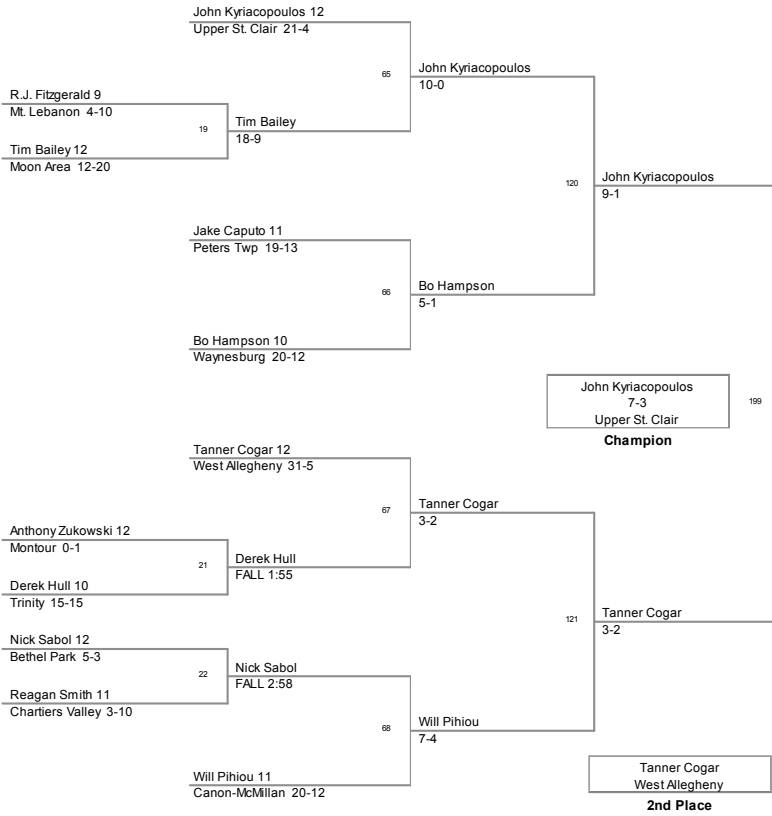 John Kyriacopoulos 12
Upper St. Clair 21-4
65
John Kyriacopoulos
10-0
R.J. Fitzgerald 9
Mt. Lebanon 4-10
19
Tim Bailey
18-9
Tim Bailey 12
Moon Area 12-20
120
John Kyriacopoulos
9-1
Jake Caputo 11
Peters Twp 19-13
66
Bo Hampson
5-1
Bo Hampson 10
Waynesburg 20-12
John Kyriacopoulos
7-3
Upper St. Clair
199
Champion
Tanner Cogar 12
West Allegheny 31-5
67
Tanner Cogar
3-2
Anthony Zukowski 12
Montour 0-1
21
Derek Hull
FALL 1:55
Derek Hull 10
Trinity 15-15
121
Tanner Cogar
3-2
Nick Sabol 12
Bethel Park 5-3
22
Nick Sabol
FALL 2:58
Reagan Smith 11
Chartiers Valley 3-10
68
Will Pihiou
7-4
Will Pihiou 11
Canon-McMillan 20-12
Tanner Cogar
West Allegheny
2nd Place